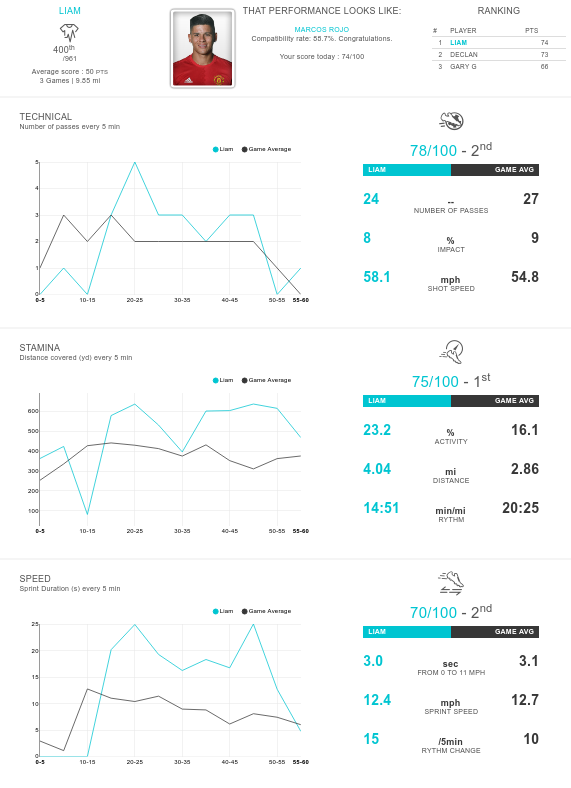 LIAM
400th
/961
Average score : 50 PTS
3 Games | 9.65 mi
THAT PERFORMANCE LOOKS LIKE:
MARCOS ROJO
Compatibility rate: 88.7%. Congratulations.
Your score today : 74/100
RANKING
# PLAYER PTS
1 LIAM 74
2 DECLAN 73
3 GARY G 66
TECHNICAL
Number of passes every 5 min
Liam Game Average
5
4
3
2
1
0
0-5 10-15 20-25 30-35 40-45 50-55 55-60
78/100 - 2nd
LIAM GAME AVG
24 -- 27
NUMBER OF PASSES
8 % 9
IMPACT
58.1 mph 54.8
SHOT SPEED
STAMINA
Distance covered (yd) every 5 min
Liam Game Average
600
500
400
300
200
100
0-5 10-15 20-25 30-35 40-45 50-55 55-60
75/100 - 1st
LIAM GAME AVG
23.2 % 16.1
ACTIVITY
4.04 mi 2.86
DISTANCE
14:51 min/mi 20:25
RYTHM
SPEED
Sprint Duration (s) every 5 min
Liam Game Average
25
20
15
10
5
0
0-5 10-15 20-25 30-35 40-45 50-55 55-60
70/100 - 2nd
LIAM GAME AVG
3.0 sec 3.1
FROM 0 TO 11 MPH
12.4 mph 12.7
SPRINT SPEED
15 /5min 10
RYTHM CHANGE